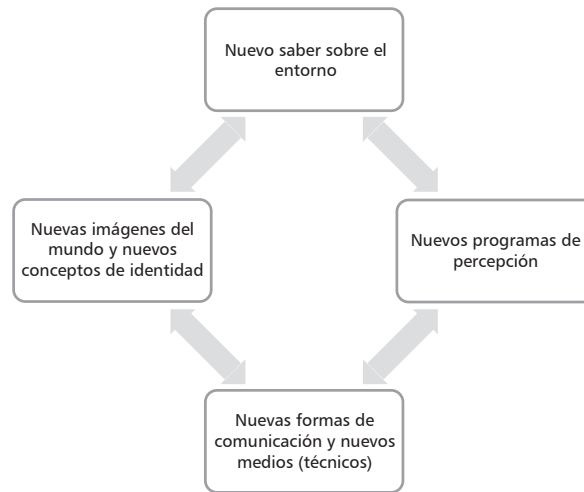 Nuevo saber sobre el
entorno
Nuevas imágenes del
mundo y nuevos
conceptos de identidad
Nuevos programas de
percepción
Nuevas formas de
comunicación y nuevos
medios (técnicos)